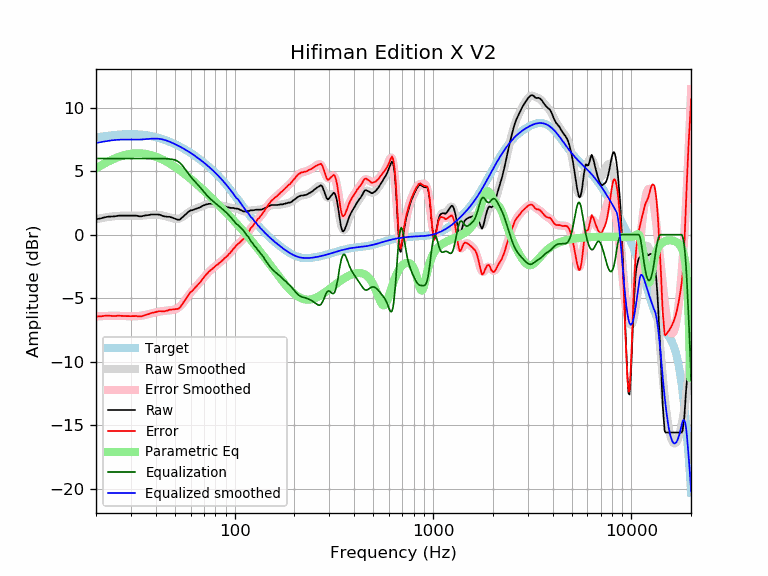 Hifiman Edition X V2
Amplitude (dBr)
10
5
0
−5
−10
−15
−20
Target
Raw Smoothed
Error Smoothed
Raw
Error
Parametric Eq
Equalization
Equalized smoothed
100 1000 10000
Frequency (Hz)